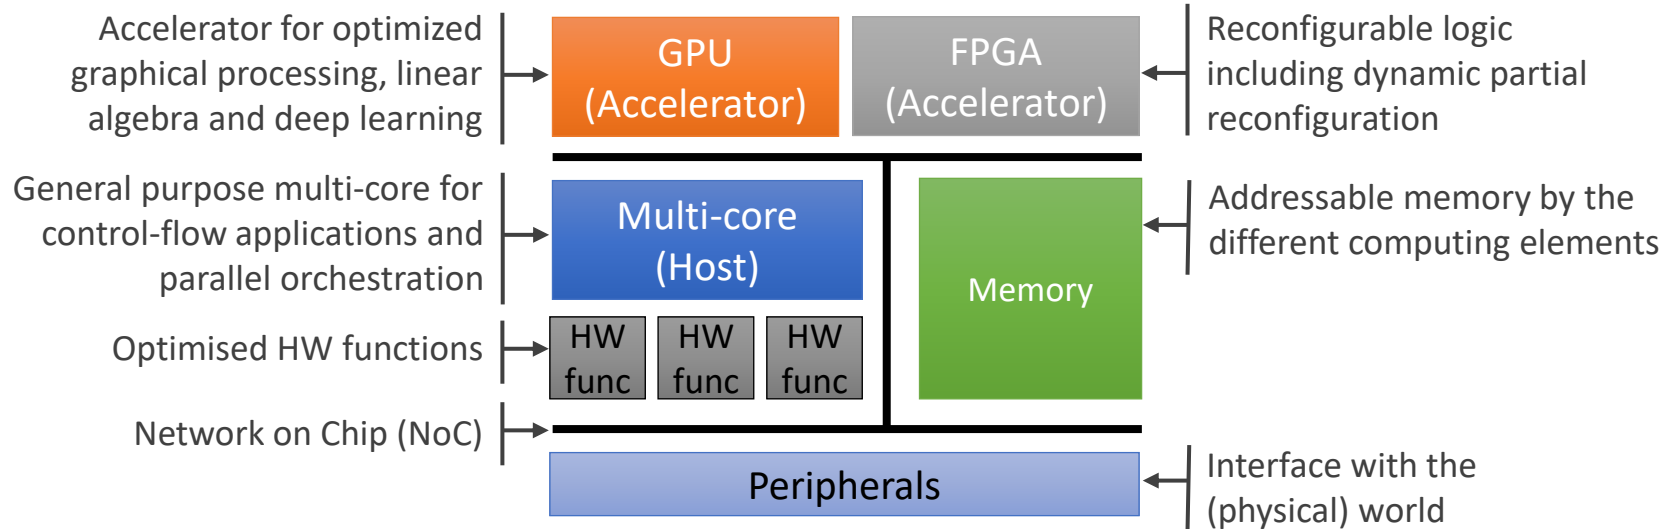 Accelerator for optimized
graphical processing, linear
algebra and deep learning
GPU
(Accelerator)
FPGA
(Accelerator)
Reconfigurable logic
including dynamic partial
reconfiguration
General purpose multi-core for
control-flow applications and
parallel orchestration
Multi-core
(Host)
Memory
Addressable memory by the
different computing elements
Optimised HW functions
HW
func
HW
func
HW
func
Network on Chip (NoC)
Peripherals
Interface with the
(physical) world